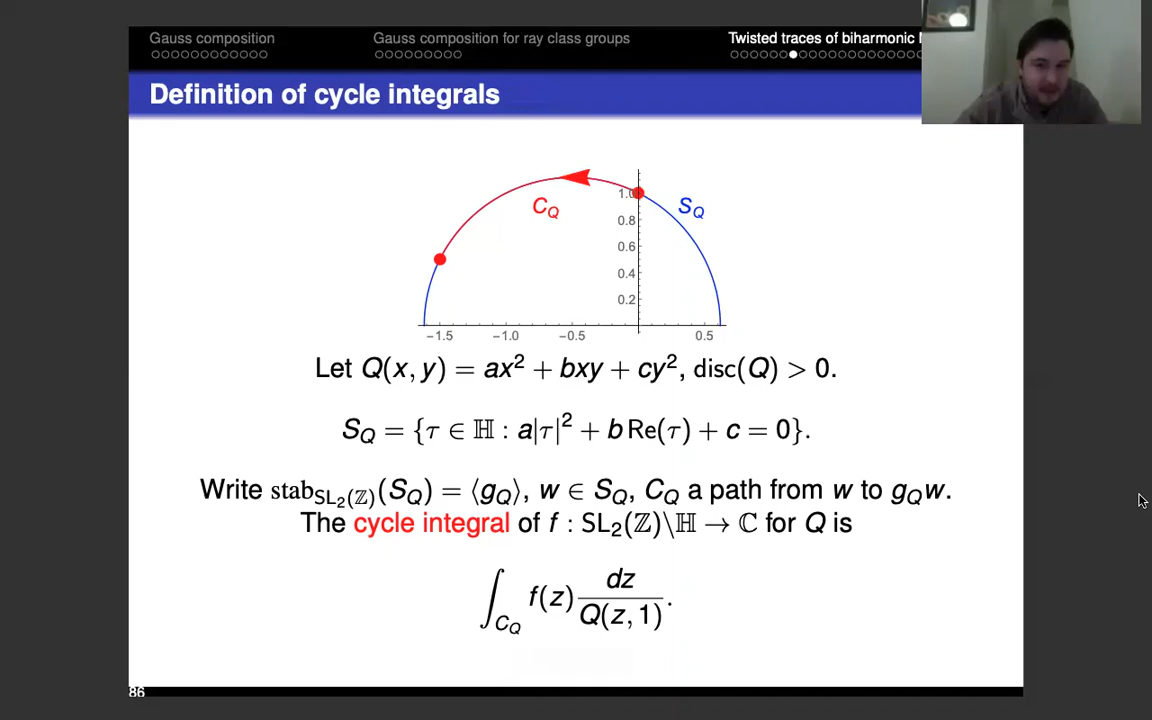 Gauss composition
Gauss composition for ray class groups
Twisted traces of biharmonic
Definition of cycle integrals
C_Q
S_Q
1.0
0.8
0.6
0.4
0.2
−1.5 −1.0 −0.5 0.5
Let Q(x, y) = ax² + bxy + cy², disc(Q) > 0.
S_Q = {τ ∈ ℍ : a|τ|² + b Re(τ) + c = 0}.
Write stab_{SL₂(ℤ)}(S_Q) = ⟨g_Q⟩, w ∈ S_Q, C_Q a path from w to g_Q w.
The cycle integral of f : SL₂(ℤ)\ℍ → ℂ for Q is
∫_{C_Q} f(z) dz / Q(z, 1).
86